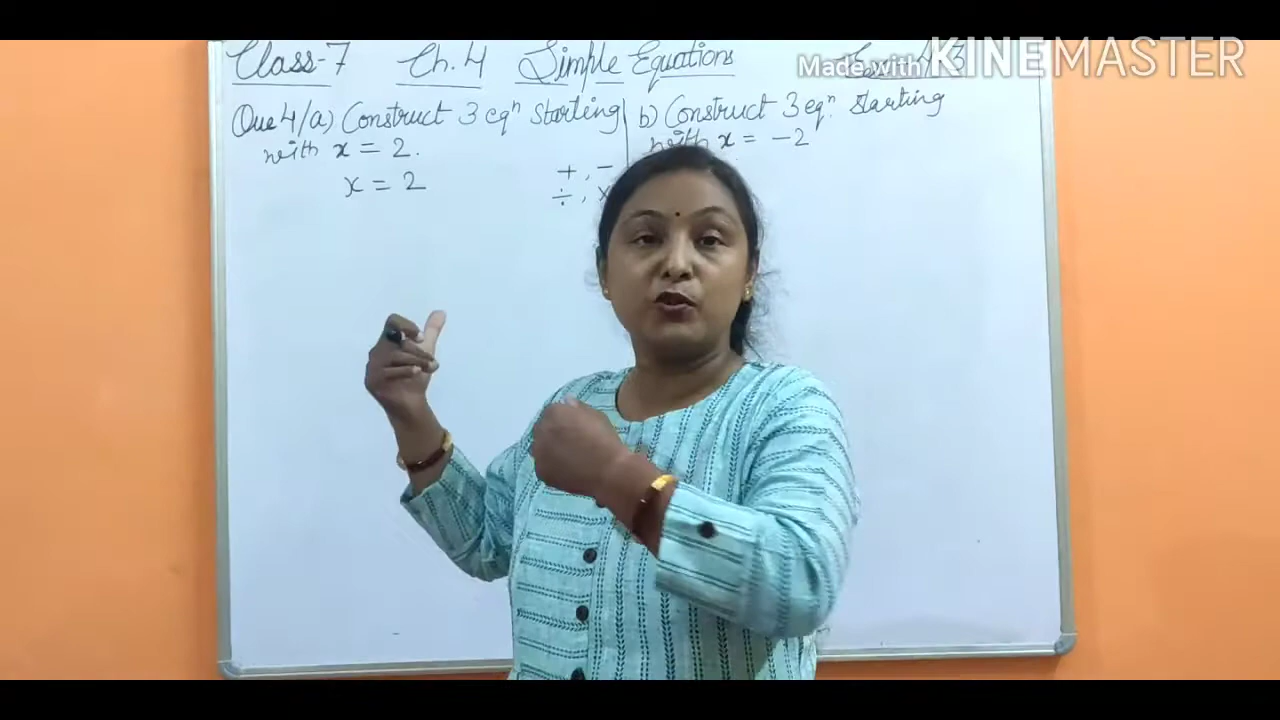 Class-7 Ch.4 Simple Equations
Made with KINEMASTER
Que 4/a) Construct 3 eqⁿ starting
with x = 2.
x = 2
+, -
÷, x
b) Construct 3 eqⁿ. starting
with x = -2